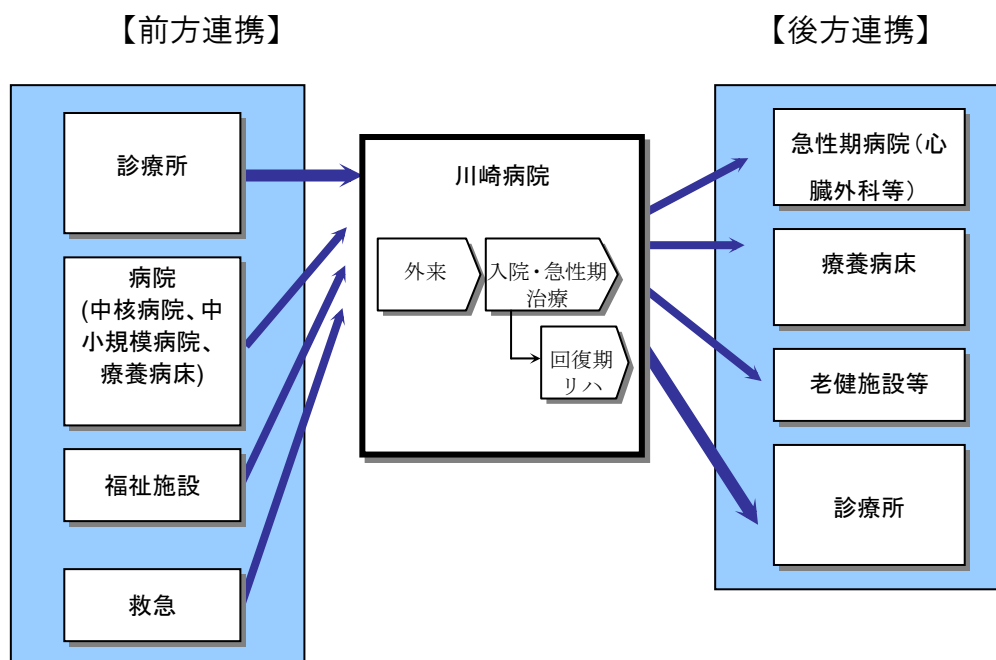 【前方連携】
【後方連携】
診療所
病院
(中核病院、中
小規模病院、
療養病床)
福祉施設
救急
川崎病院
外来
入院・急性期
治療
回復期
リハ
急性期病院(心
臓外科等)
療養病床
老健施設等
診療所